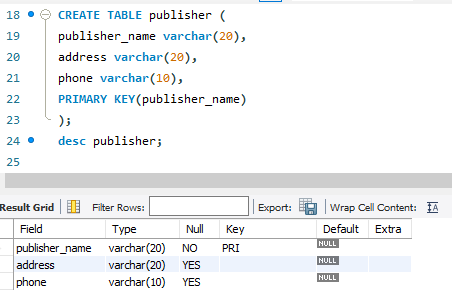 18 CREATE TABLE publisher (
19 publisher_name varchar(20),
20 address varchar(20),
21 phone varchar(10),
22 PRIMARY KEY(publisher_name)
23 );
24 desc publisher;
25
Result Grid Filter Rows: Export: Wrap Cell Content: IA
Field Type Null Key Default Extra
publisher_name varchar(20) NO PRI NULL
address varchar(20) YES NULL
phone varchar(10) YES NULL